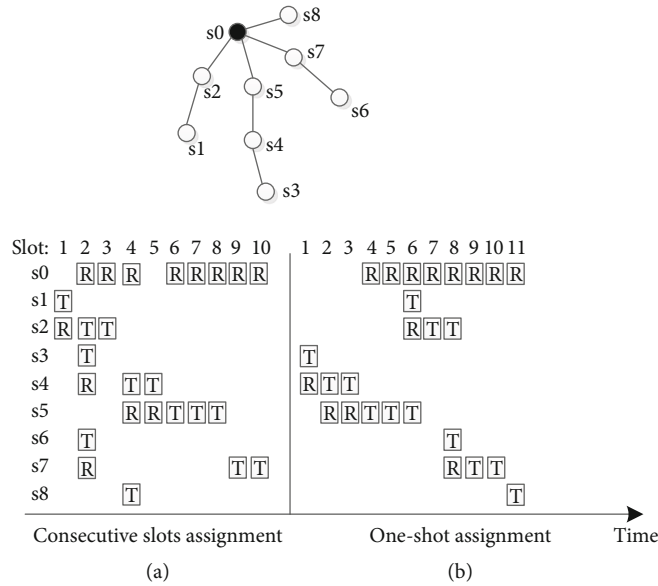 s8
s0
s7
s2
s5
s6
s1
s4
s3
Slot: 1 2 3 4 5 6 7 8 9 10 1 2 3 4 5 6 7 8 9 10 11
s0 R R R R R R R R R R R R R R R R
s1 T T
s2 R T T R T T
s3 T T
s4 R T T R T T
s5 R R T T T R R T T T
s6 T T
s7 R T T R T T
s8 T T
Consecutive slots assignment One-shot assignment Time
(a) (b)